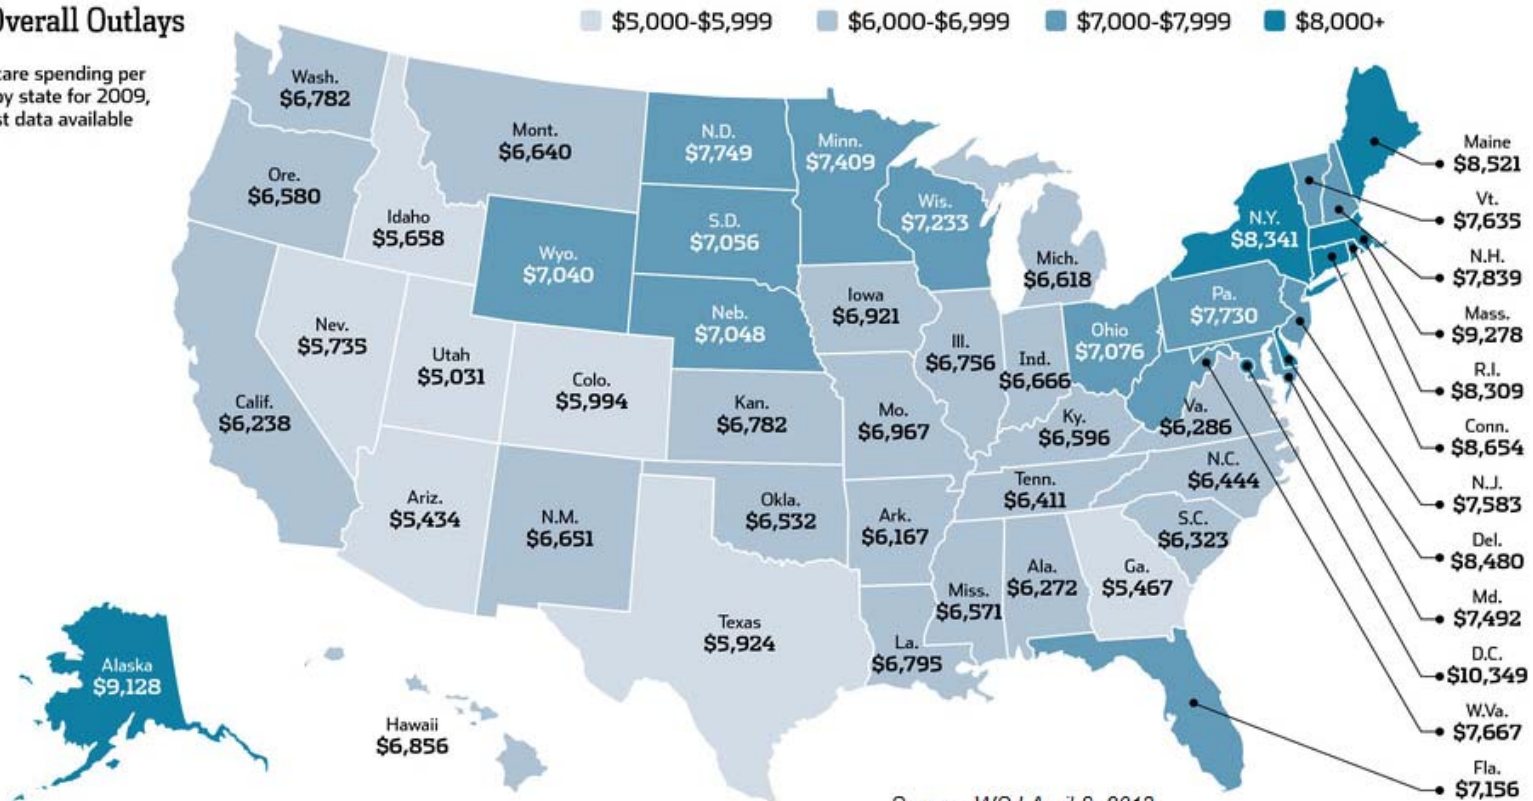 Overall Outlays
care spending per
by state for 2009,
st data available
$5,000-$5,999
$6,000-$6,999
$7,000-$7,999
$8,000+
Wash.
$6,782
Ore.
$6,580
Calif.
$6,238
Idaho
$5,658
Nev.
$5,735
Mont.
$6,640
Wyo.
$7,040
Utah
$5,031
Colo.
$5,994
Ariz.
$5,434
N.M.
$6,651
N.D.
$7,749
S.D.
$7,056
Neb.
$7,048
Kan.
$6,782
Okla.
$6,532
Texas
$5,924
Minn.
$7,409
Iowa
$6,921
Mo.
$6,967
Ark.
$6,167
La.
$6,795
Wis.
$7,233
Ill.
$6,756
Mich.
$6,618
Ind.
$6,666
Ohio
$7,076
Ky.
$6,596
Tenn.
$6,411
Miss.
$6,571
Ala.
$6,272
Ga.
$5,467
S.C.
$6,323
N.C.
$6,444
Va.
$6,286
Pa.
$7,730
N.Y.
$8,341
Alaska
$9,128
Hawaii
$6,856
Maine
$8,521
Vt.
$7,635
N.H.
$7,839
Mass.
$9,278
R.I.
$8,309
Conn.
$8,654
N.J.
$7,583
Del.
$8,480
Md.
$7,492
D.C.
$10,349
W.Va.
$7,667
Fla.
$7,156